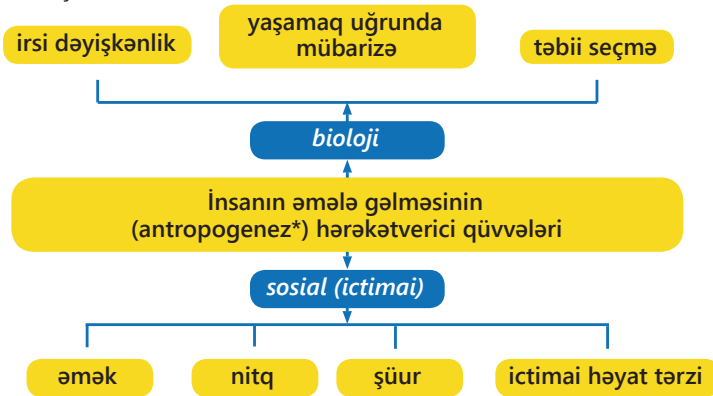 irsi dəyişkənlik
yaşamaq uğrunda
mübarizə
təbii seçmə
bioloji
İnsanın əmələ gəlməsinin
(antropogenez*) hərəkətverici qüvvələri
sosial (ictimai)
əmək
nitq
şüur
ictimai həyat tərzi